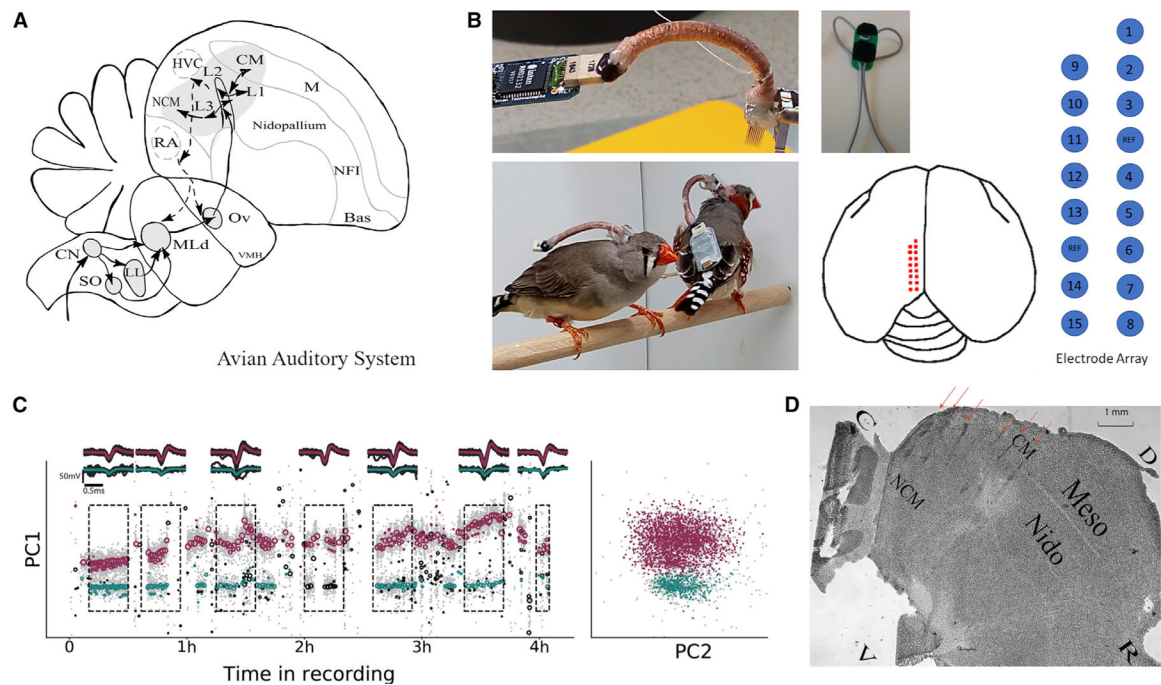 A
HVC
L2
CM
L1
M
NCM
L3
Nidopallium
RA
NFI
Ov
Bas
CN
MLd
VMH
LL
SO
Avian Auditory System
B
1
9
2
10
3
11
REF
12
4
13
5
REF
6
14
7
15
8
Electrode Array
C
50mV
0.5ms
PC1
0
1h
2h
3h
4h
Time in recording
PC2
D
1 mm
C
D
CM
NCM
Meso
Nido
V
R